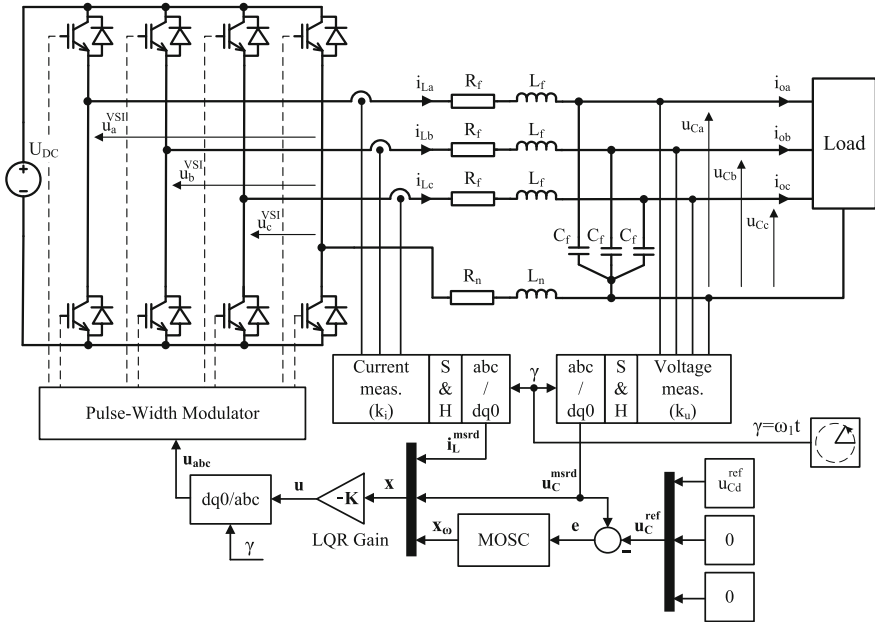 U_DC
u_a^VSI
u_b^VSI
u_c^VSI
i_La R_f L_f i_oa
i_Lb R_f L_f i_ob
i_Lc R_f L_f i_oc
u_Ca
u_Cb
u_Cc
Load
C_f C_f C_f
R_n L_n
Current
meas.
(k_i)
S
&
H
abc
/
dq0
γ
abc
/
dq0
S
&
H
Voltage
meas.
(k_u)
Pulse-Width Modulator
γ=ω_1t
i_L^msrd
u_abc
u_C^msrd
dq0/abc
u
-K
x
LQR Gain
γ
x_ω
MOSC
e
-
u_C^ref
u_Cd^ref
0
0